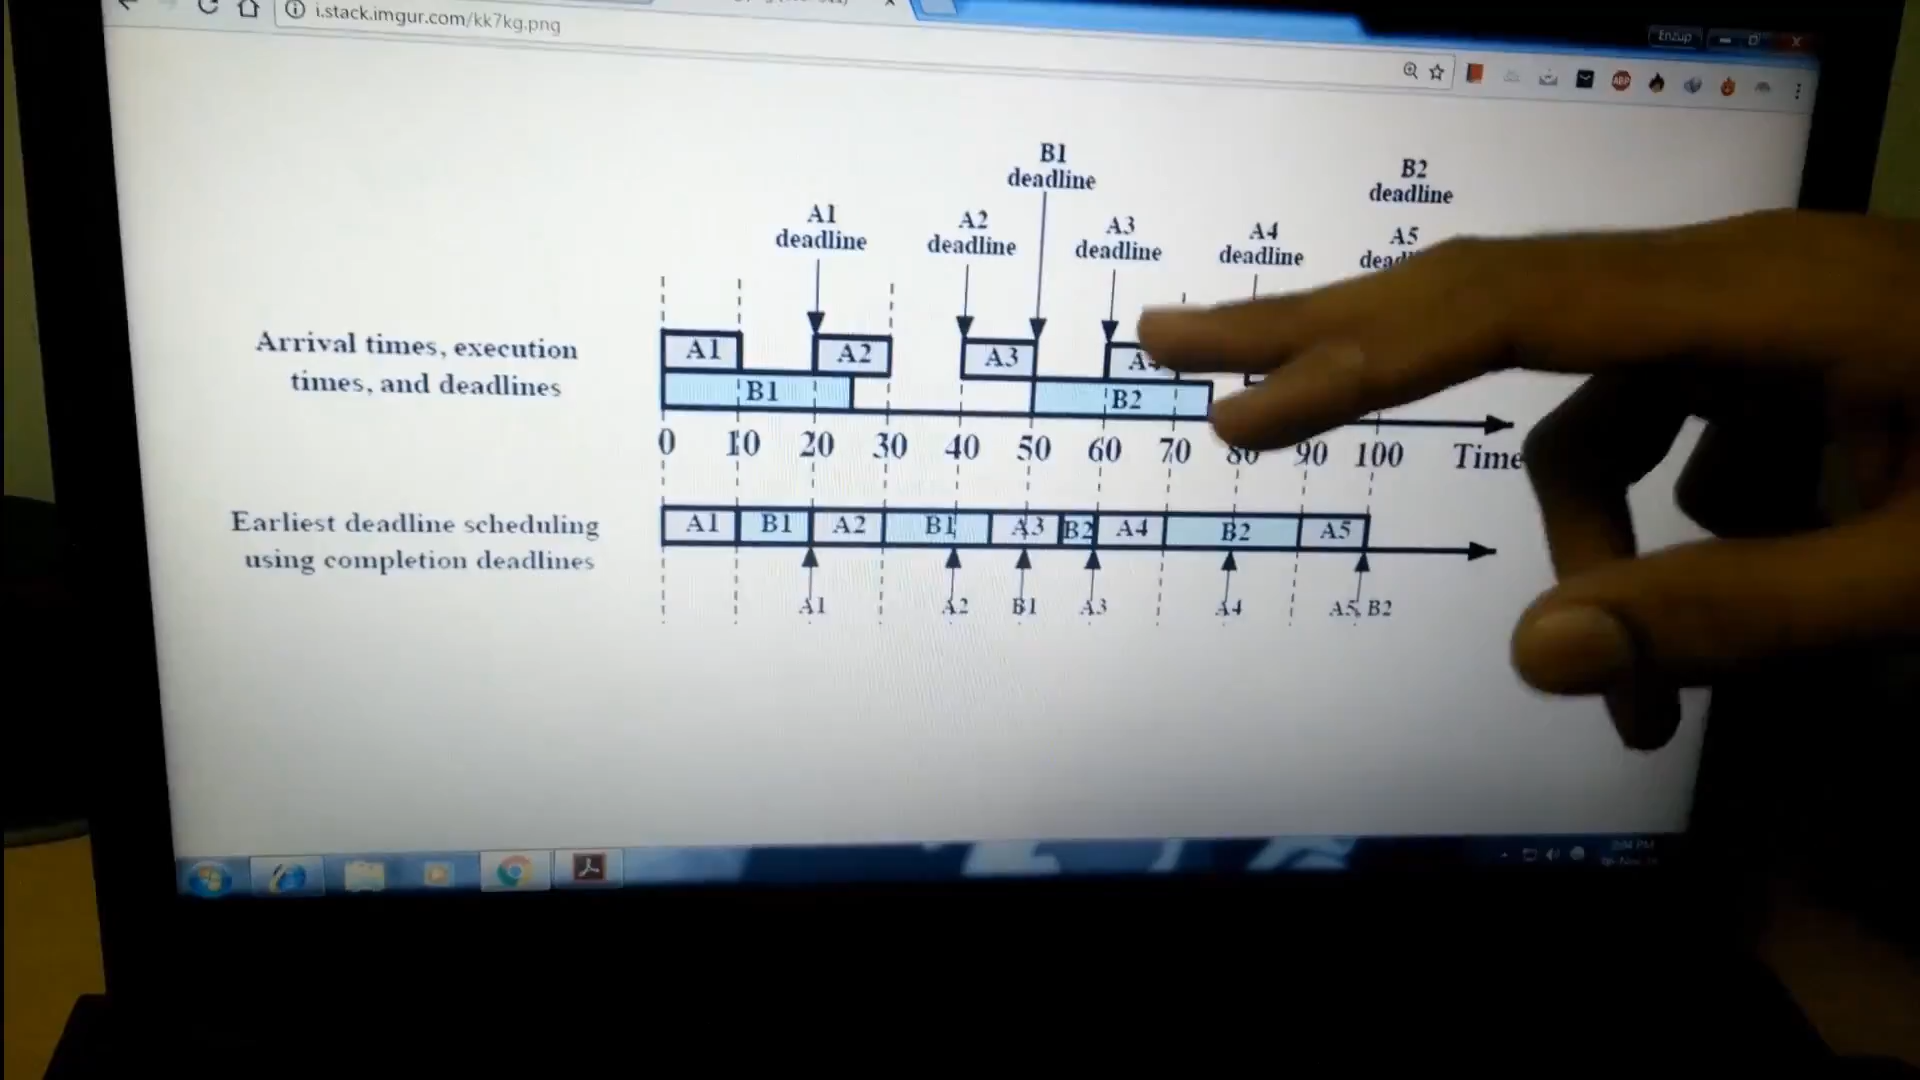 i.stack.imgur.com/kk7kg.png
Enzup
ABP
B1
deadline
B2
deadline
A1
deadline
A2
deadline
A3
deadline
A4
deadline
A5
Arrival times, execution
times, and deadlines
A1
A2
A3
B1
B2
0 10 20 30 40 50 60 70 80 90 100 Time
Earliest deadline scheduling
using completion deadlines
A1 B1 A2 B1 A3 B2 A4 B2 A5
A1 A2 B1 A3 A4 A5, B2